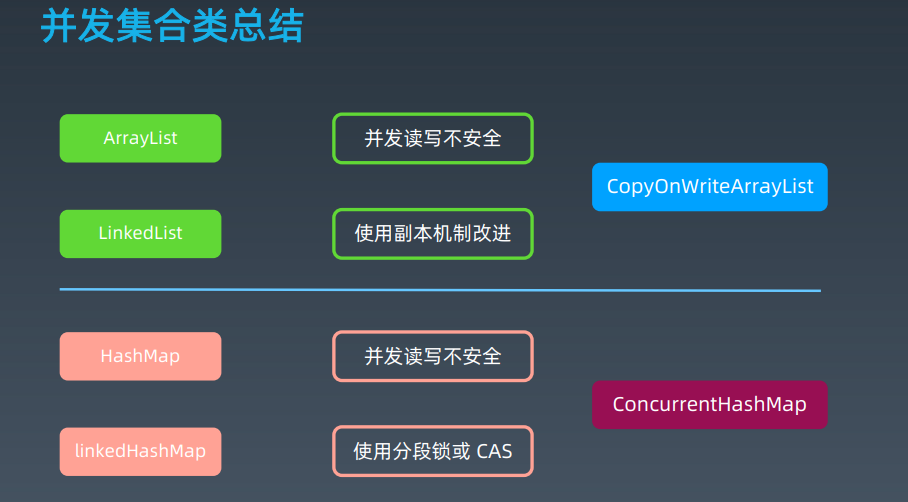 并发集合类总结
ArrayList
并发读写不安全
CopyOnWriteArrayList
LinkedList
使用副本机制改进
HashMap
并发读写不安全
ConcurrentHashMap
linkedHashMap
使用分段锁或 CAS